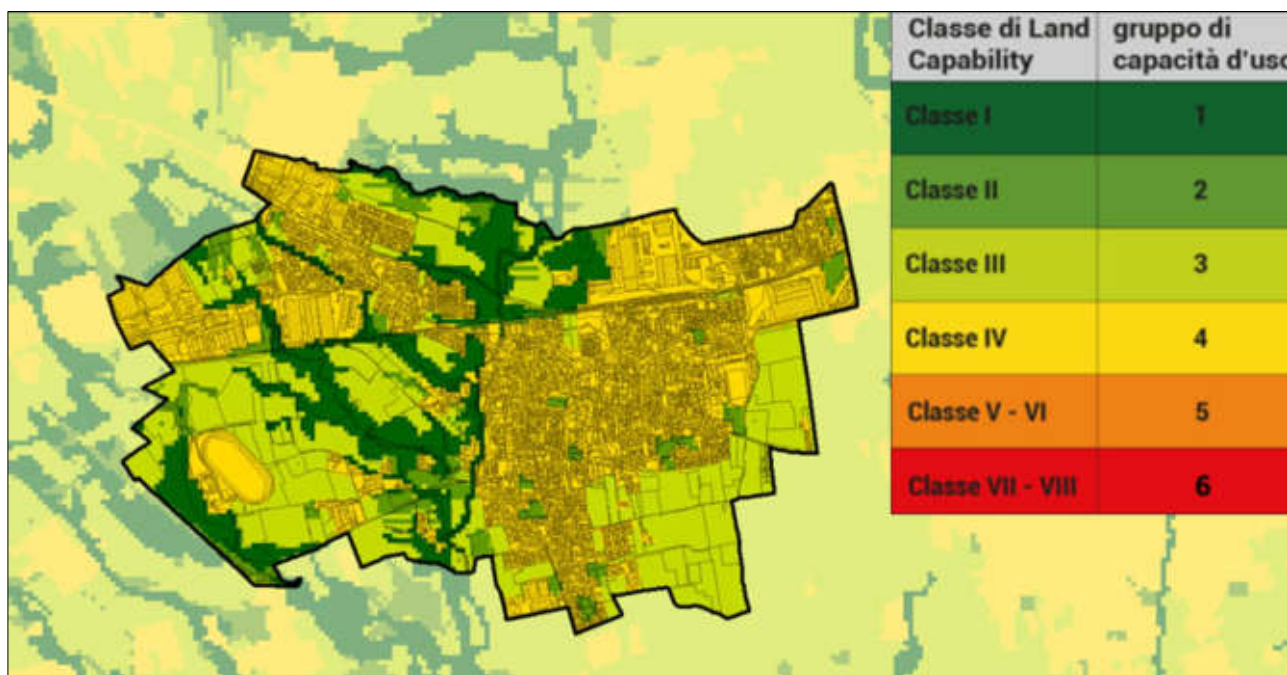 Classe di Land gruppo di
Capability capacità d'uso
Classe I 1
Classe II 2
Classe III 3
Classe IV 4
Classe V - VI 5
Classe VII - VIII 6